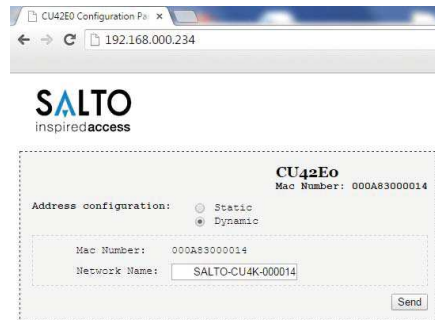 CU42E0 Configuration Pa
192.168.000.234
SALTO
inspiredaccess
CU42E0
Mac Number: 000A83000014
Address configuration:
Static
Dynamic
Mac Number: 000A83000014
Network Name: SALTO-CU4K-000014
Send